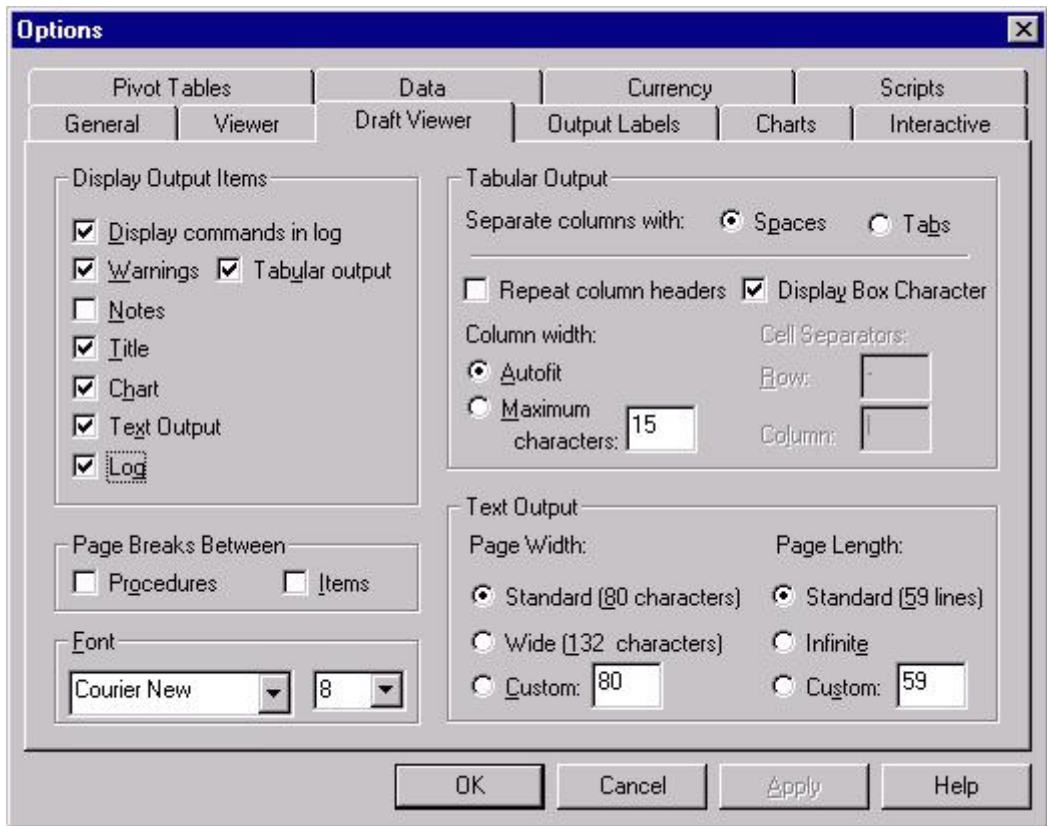 Options
Pivot Tables Data Currency Scripts
General Viewer Draft Viewer Output Labels Charts Interactive
Display Output Items
Display commands in log
Warnings Tabular output
Notes
Title
Chart
Text Output
Log
Page Breaks Between
Procedures Items
Font
Courier New 8
Tabular Output
Separate columns with: Spaces Tabs
Repeat column headers Display Box Character
Column width:
Autofit
Maximum
characters: 15
Cell Separators:
Row: -
Column: |
Text Output
Page Width:
Standard (80 characters)
Wide (132 characters)
Custom: 80
Page Length:
Standard (59 lines)
Infinite
Custom: 59
OK Cancel Apply Help